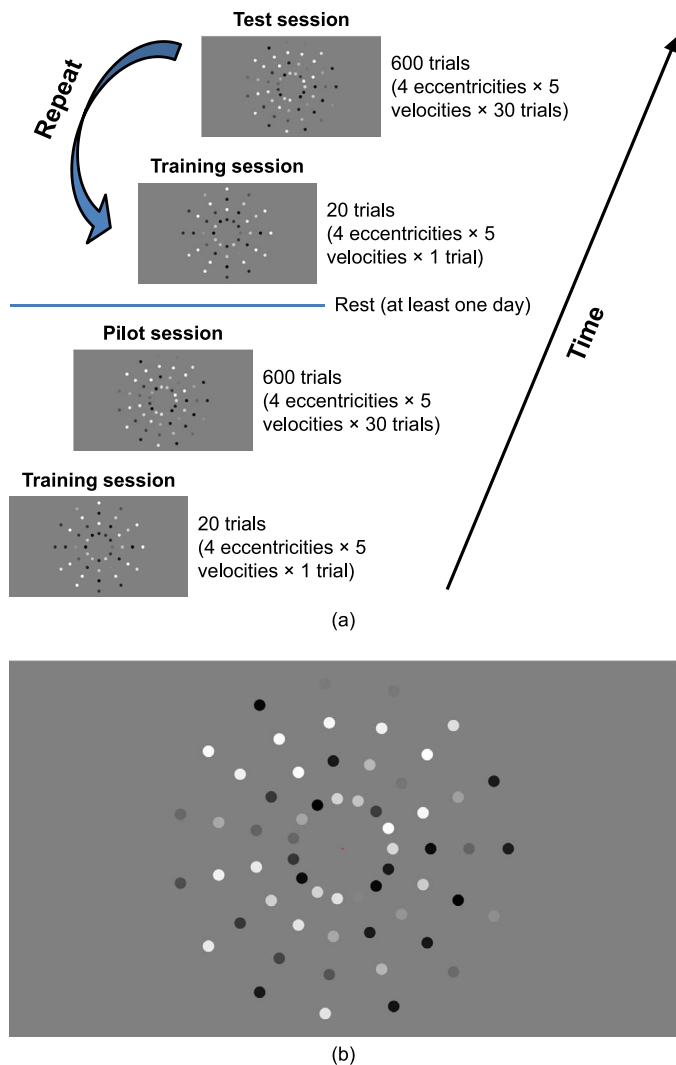 Test session
600 trials
(4 eccentricities × 5
velocities × 30 trials)
Repeat
Training session
20 trials
(4 eccentricities × 5
velocities × 1 trial)
Rest (at least one day)
Time
Pilot session
600 trials
(4 eccentricities × 5
velocities × 30 trials)
Training session
20 trials
(4 eccentricities × 5
velocities × 1 trial)
(a)
(b)